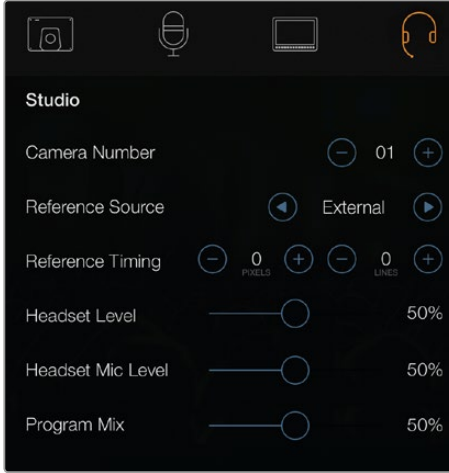 Studio
Camera Number 01
Reference Source External
Reference Timing 0 PIXELS 0 LINES
Headset Level 50%
Headset Mic Level 50%
Program Mix 50%